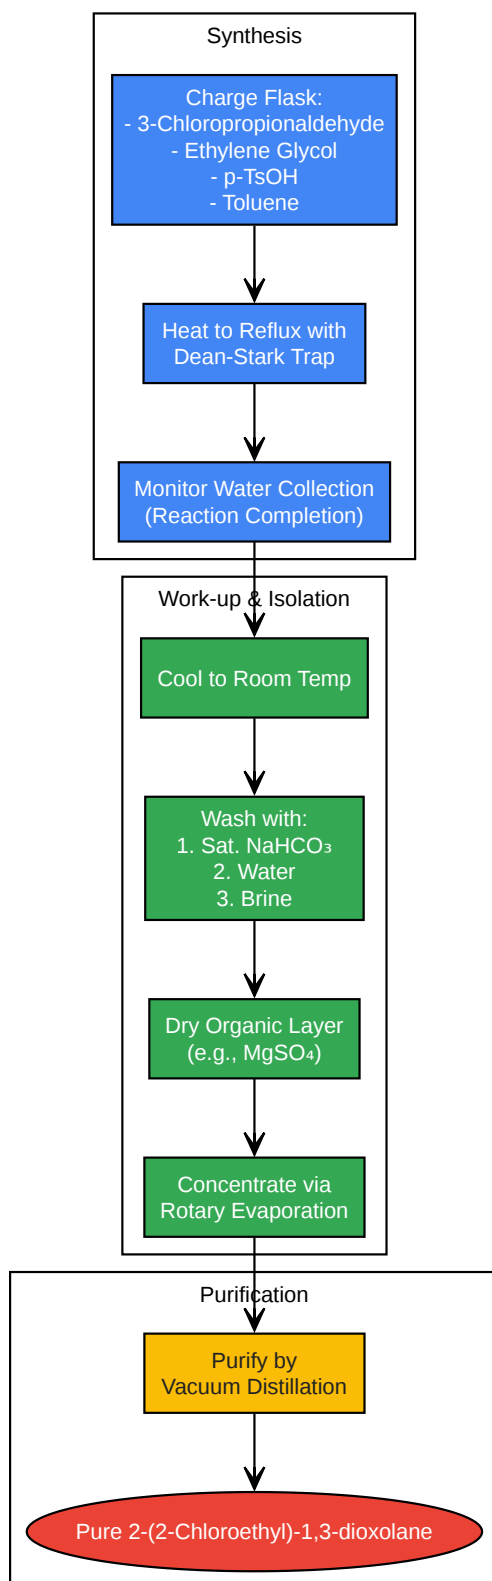 Synthesis
Charge Flask:
- 3-Chloropropionaldehyde
- Ethylene Glycol
- p-TsOH
- Toluene
Heat to Reflux with
Dean-Stark Trap
Monitor Water Collection
(Reaction Completion)
Work-up & Isolation
Cool to Room Temp
Wash with:
1. Sat. NaHCO₃
2. Water
3. Brine
Dry Organic Layer
(e.g., MgSO₄)
Concentrate via
Rotary Evaporation
Purification
Purify by
Vacuum Distillation
Pure 2-(2-Chloroethyl)-1,3-dioxolane